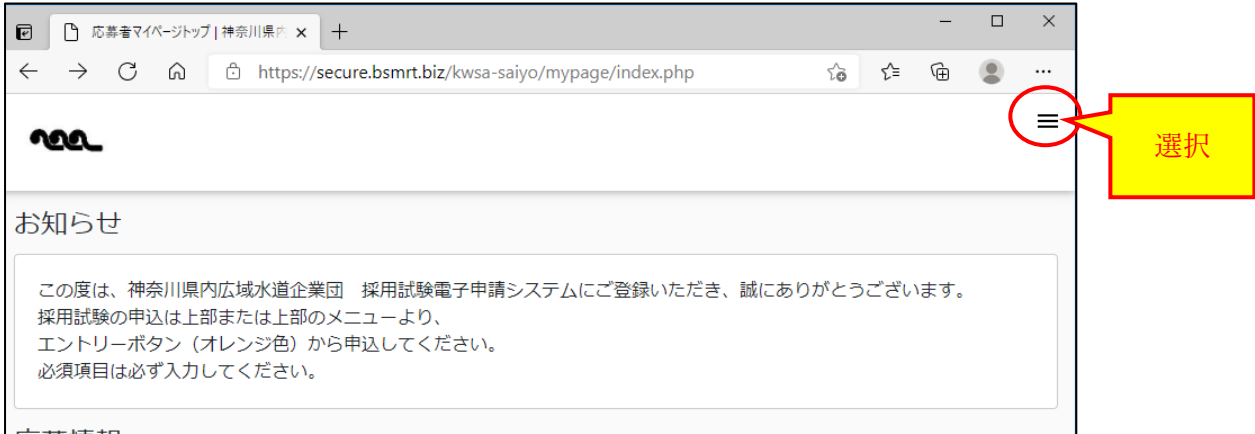 応募者マイページトップ | 神奈川県内
https://secure.bsmrt.biz/kwsa-saiyo/mypage/index.php
選択
お知らせ
この度は、神奈川県内広域水道企業団　採用試験電子申請システムにご登録いただき、誠にありがとうございます。
採用試験の申込は上部または上部のメニューより、
エントリーボタン（オレンジ色）から申込してください。
必須項目は必ず入力してください。